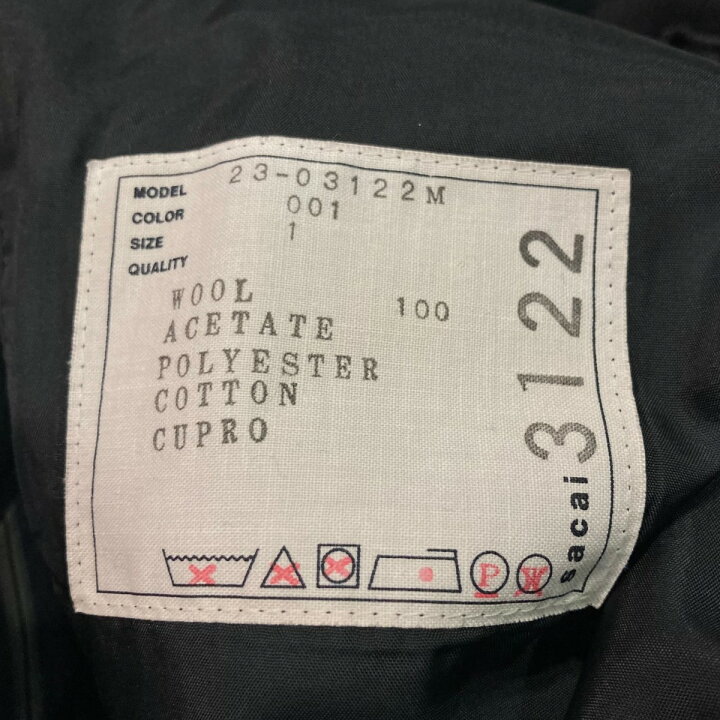 MODEL 23-03122M
COLOR 001
SIZE 1
QUALITY
WOOL 100
ACETATE
POLYESTER
COTTON
CUPRO
P W
sacai 3122